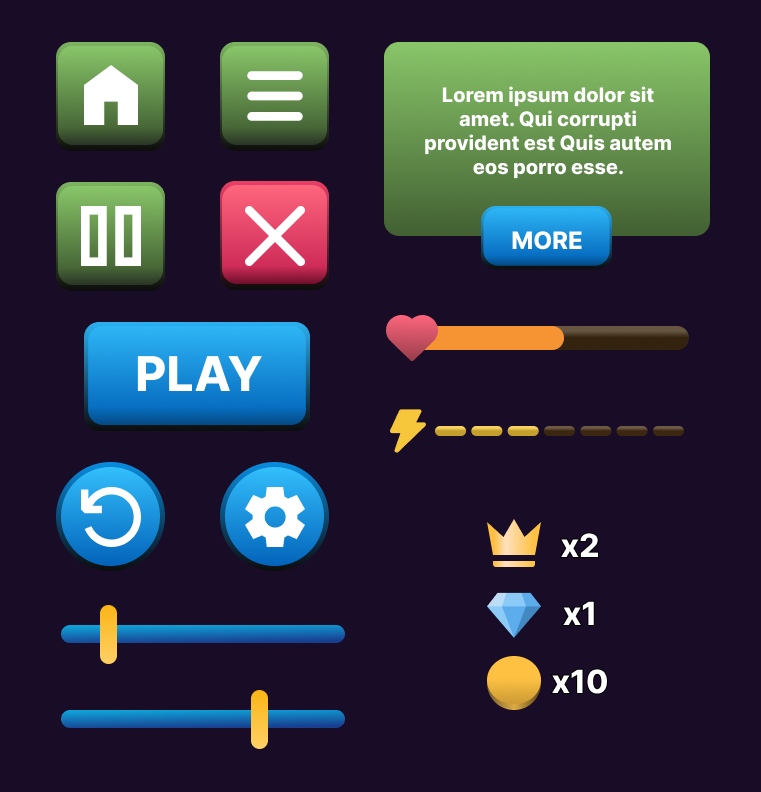 Lorem ipsum dolor sit
amet. Qui corrupti
provident est Quis autem
eos porro esse.
MORE
PLAY
x2
x1
x10